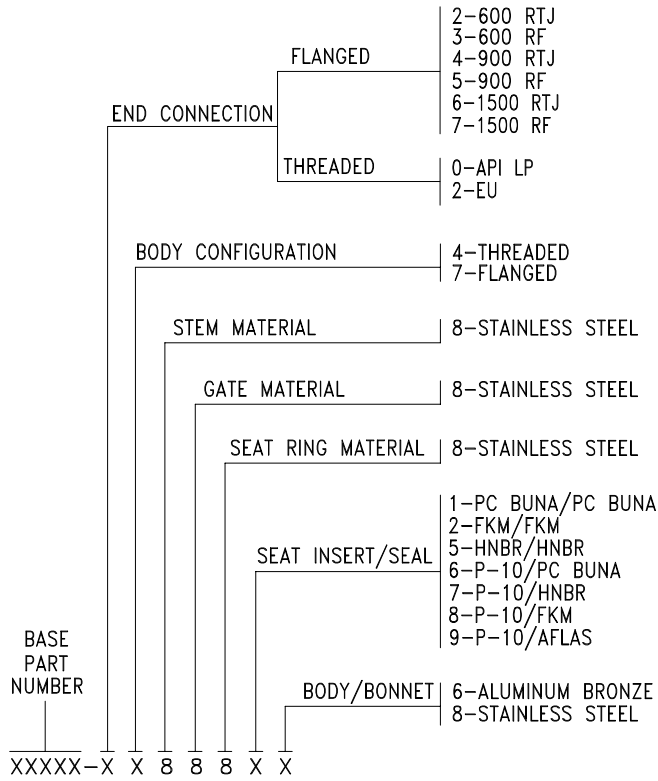 2-600 RTJ
3-600 RF
FLANGED
4-900 RTJ
5-900 RF
6-1500 RTJ
7-1500 RF
END CONNECTION
THREADED
0-API LP
2-EU
BODY CONFIGURATION
4-THREADED
7-FLANGED
STEM MATERIAL
8-STAINLESS STEEL
GATE MATERIAL
8-STAINLESS STEEL
SEAT RING MATERIAL
8-STAINLESS STEEL
SEAT INSERT/SEAL
1-PC BUNA/PC BUNA
2-FKM/FKM
5-HNBR/HNBR
6-P-10/PC BUNA
7-P-10/HNBR
8-P-10/FKM
9-P-10/AFLAS
BODY/BONNET
6-ALUMINUM BRONZE
8-STAINLESS STEEL
BASE
PART
NUMBER
XXXXX-X X 8 8 8 X X